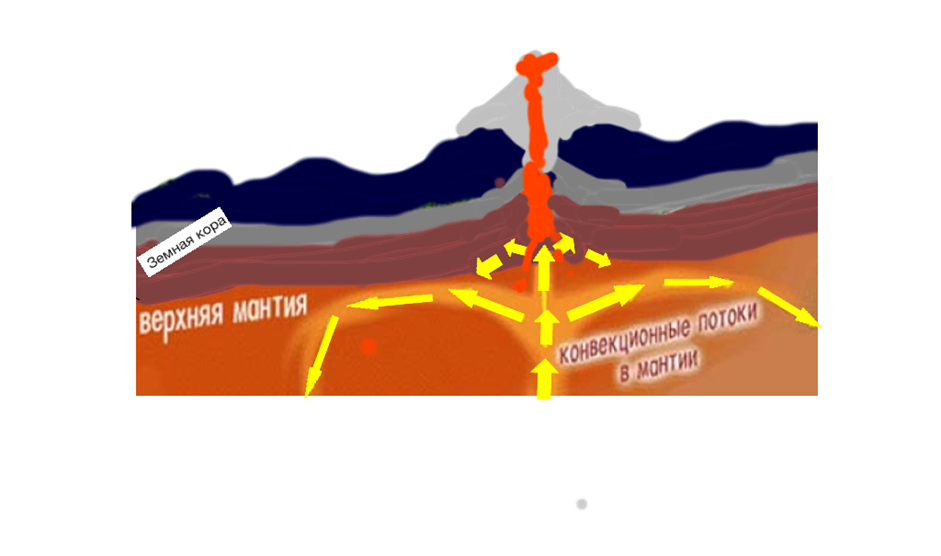 Земная кора
верхняя мантия
конвекционные потоки
в мантии